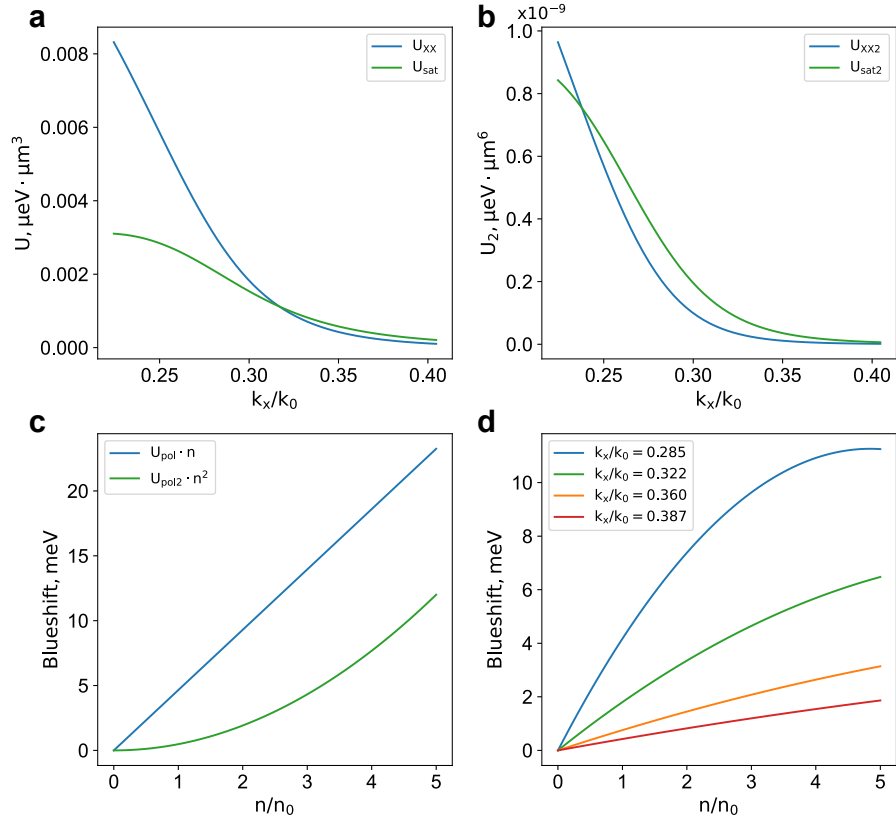 a
U_XX
U_sat
U, μeV · μm³
0.008
0.006
0.004
0.002
0.000
0.25
0.30
0.35
0.40
k_x/k_0
b
×10⁻⁹
U_XX2
U_sat2
U_2, μeV · μm⁶
1.0
0.8
0.6
0.4
0.2
0.0
0.25
0.30
0.35
0.40
k_x/k_0
c
U_pol · n
U_pol2 · n²
Blueshift, meV
20
15
10
5
0
0
1
2
3
4
5
n/n_0
d
k_x/k_0 = 0.285
k_x/k_0 = 0.322
k_x/k_0 = 0.360
k_x/k_0 = 0.387
Blueshift, meV
10
8
6
4
2
0
0
1
2
3
4
5
n/n_0